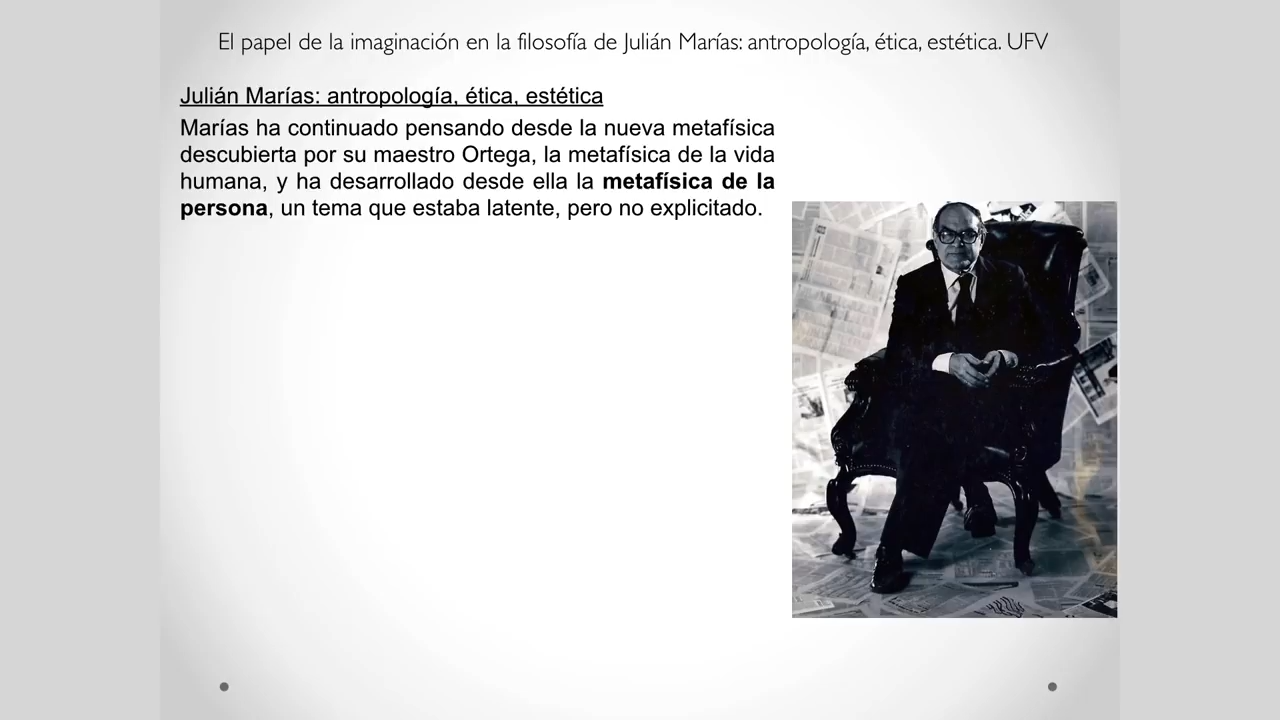 El papel de la imaginación en la filosofía de Julián Marías: antropología, ética, estética. UFV
Julián Marías: antropología, ética, estética
Marías ha continuado pensando desde la nueva metafísica
descubierta por su maestro Ortega, la metafísica de la vida
humana, y ha desarrollado desde ella la metafísica de la
persona, un tema que estaba latente, pero no explicitado.